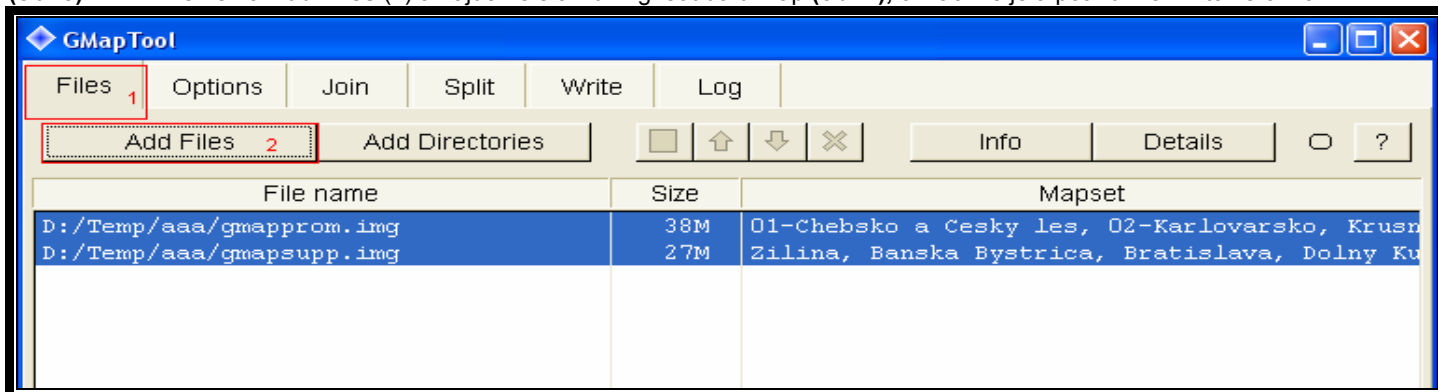 GMapTool
Files 1 Options Join Split Write Log
Add Files 2 Add Directories Info Details ?
File name Size Mapset
D:/Temp/aaa/gmapprom.img 38M 01-Chebsko a Cesky les, 02-Karlovarsko, Krusn
D:/Temp/aaa/gmapsupp.img 27M Zilina, Banska Bystrica, Bratislava, Dolny Ku